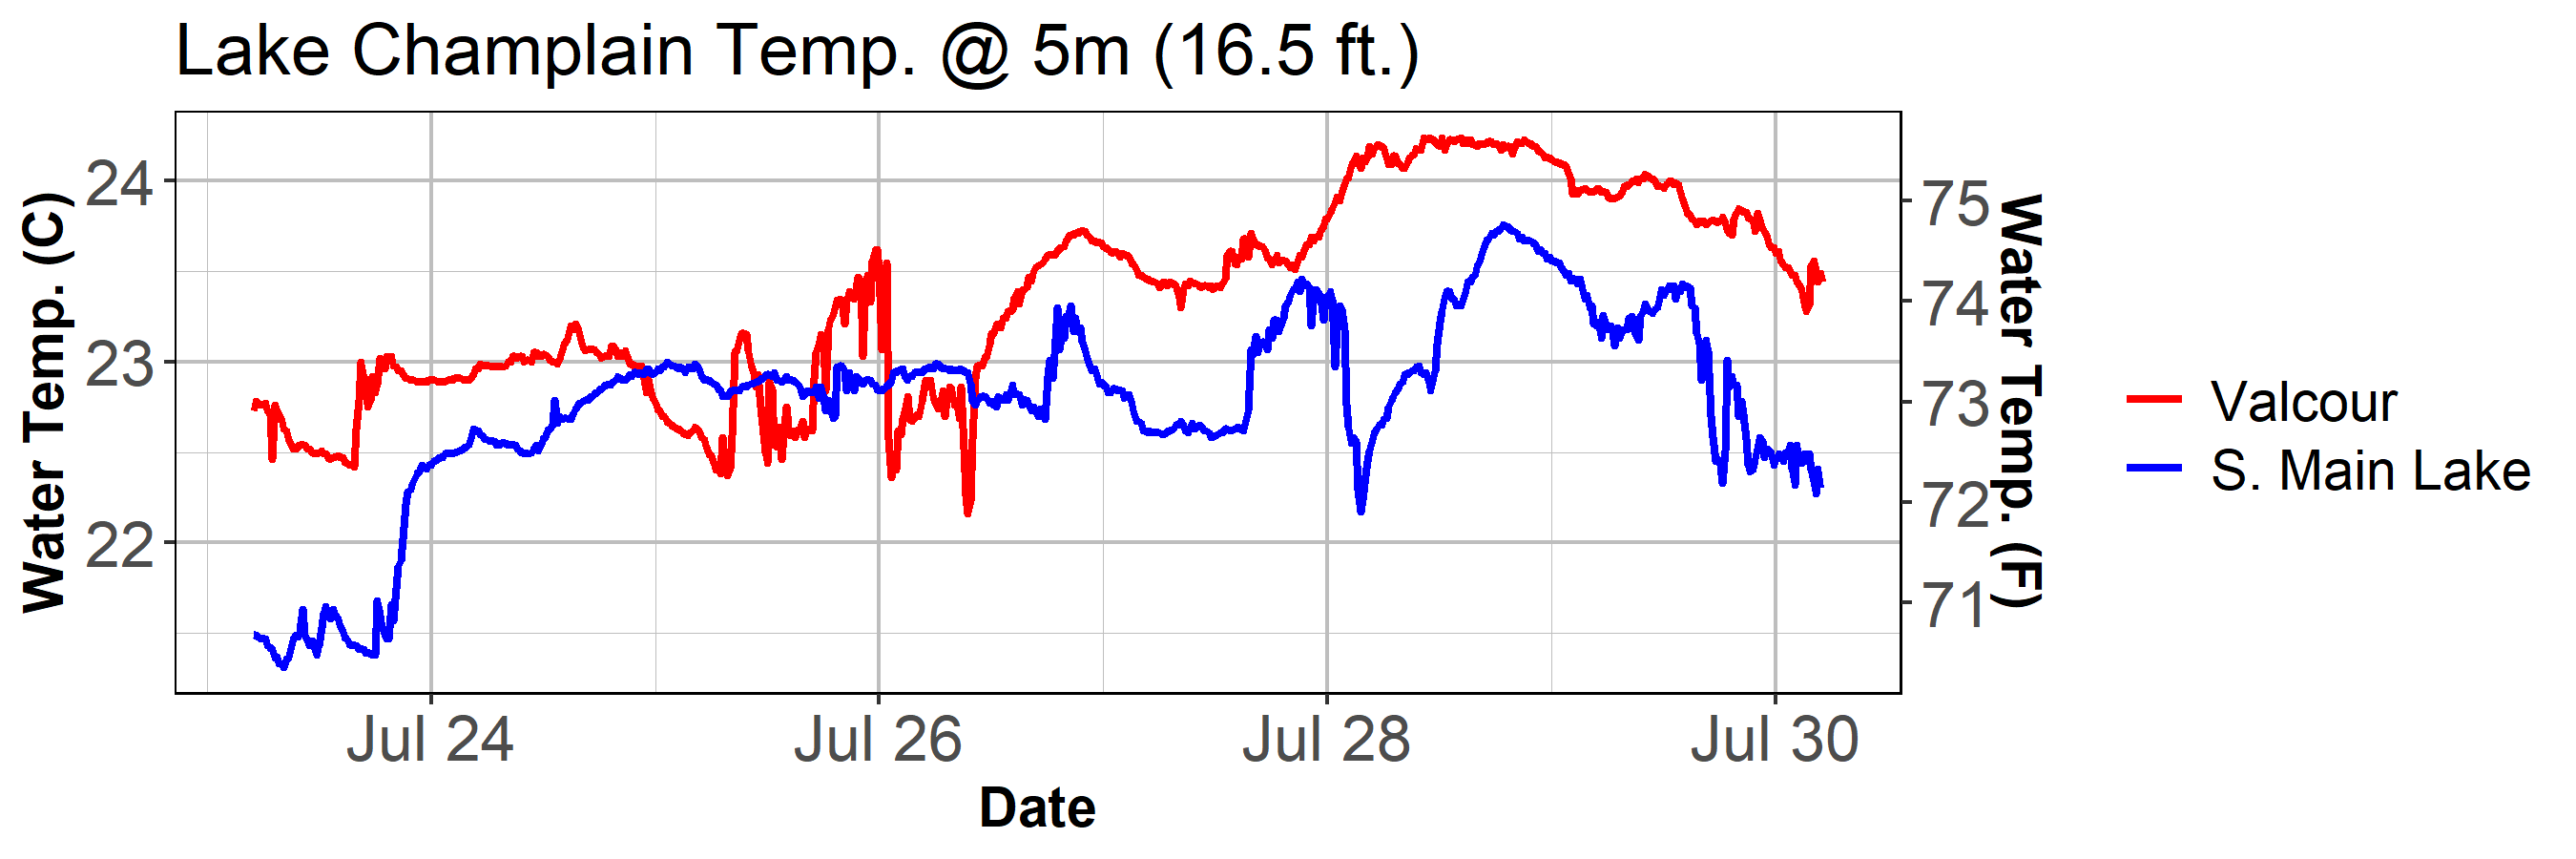 Lake Champlain Temp. @ 5m (16.5 ft.)
Water Temp. (C)
24
23
22
75
74
73
72
71
Water Temp. (F)
Jul 24 Jul 26 Jul 28 Jul 30
Date
Valcour
S. Main Lake